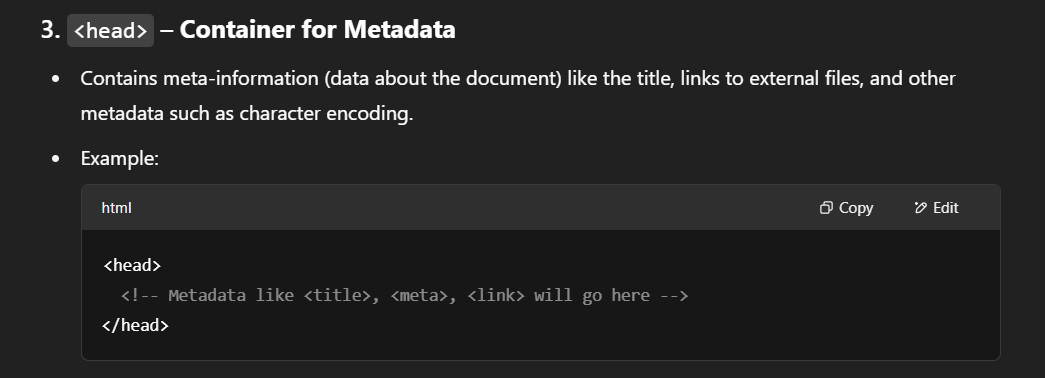 3. <head> – Container for Metadata
• Contains meta-information (data about the document) like the title, links to external files, and other
metadata such as character encoding.
• Example:
html
Copy
Edit
<head>
  <!-- Metadata like <title>, <meta>, <link> will go here -->
</head>